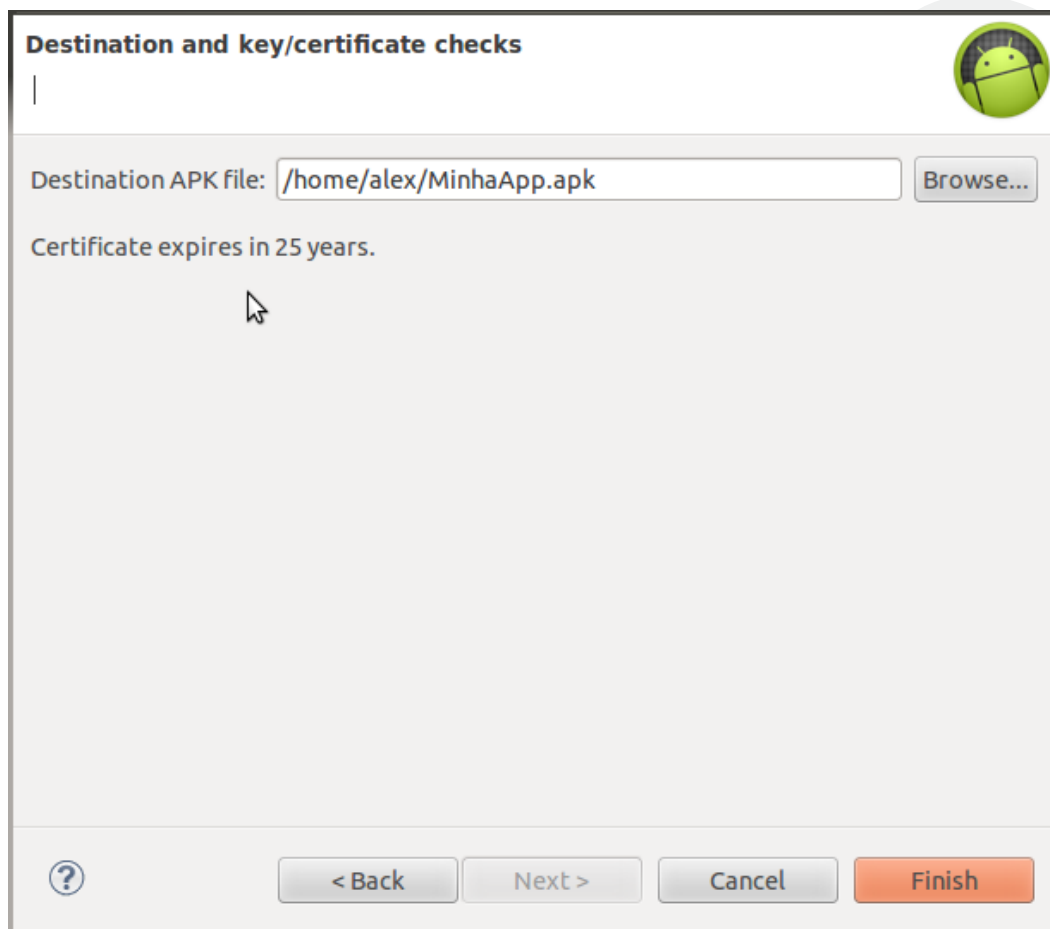 Destination and key/certificate checks
Destination APK file: /home/alex/MinhaApp.apk Browse...
Certificate expires in 25 years.
? < Back Next > Cancel Finish